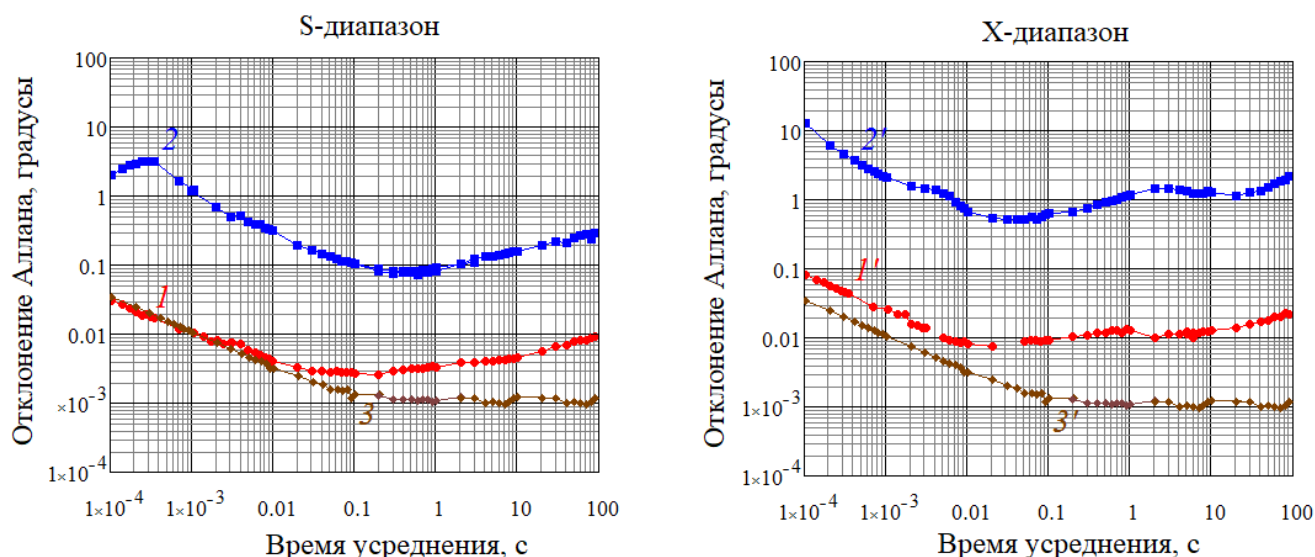 S-диапазон
Отклонение Аллана, градусы
100
10
1
0.1
0.01
×10⁻³
1×10⁻⁴
2
1
3
1×10⁻⁴ 1×10⁻³ 0.01 0.1 1 10 100
Время усреднения, с
X-диапазон
Отклонение Аллана, градусы
100
10
1
0.1
0.01
1×10⁻³
1×10⁻⁴
2'
1'
3'
1×10⁻⁴ 1×10⁻³ 0.01 0.1 1 10 100
Время усреднения, с